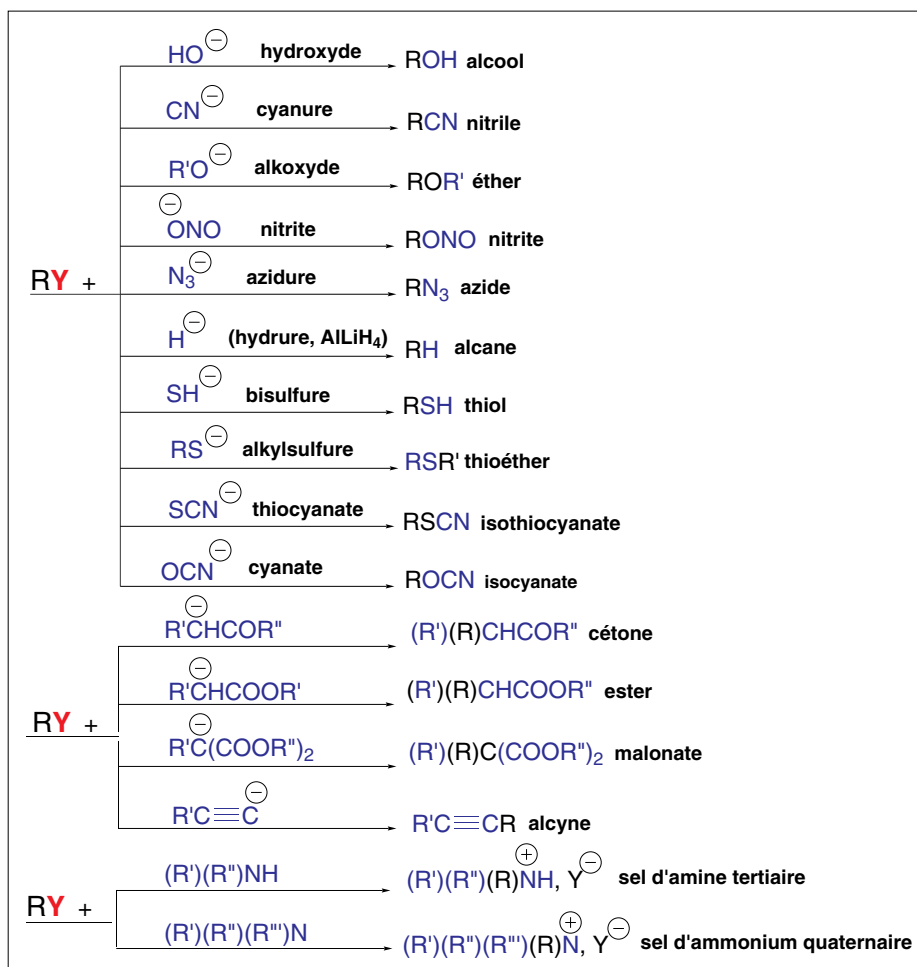 HO⊖ hydroxyde ROH alcool
CN⊖ cyanure RCN nitrile
R'O⊖ alkoxyde ROR' éther
⊖ONO nitrite RONO nitrite
RY +
N₃⊖ azidure RN₃ azide
H⊖ (hydrure, AlLiH₄) RH alcane
SH⊖ bisulfure RSH thiol
RS⊖ alkylsulfure RSR' thioéther
SCN⊖ thiocyanate RSCN isothiocyanate
OCN⊖ cyanate ROCN isocyanate
R'C⊖HCOR" (R')(R)CHCOR" cétone
R'C⊖HCOOR' (R')(R)CHCOOR" ester
RY +
R'C⊖(COOR")₂ (R')(R)C(COOR")₂ malonate
R'C≡C⊖ R'C≡CR alcyne
(R')(R")NH (R')(R")(R)N⊕H, Y⊖ sel d'amine tertiaire
RY +
(R')(R")(R"')N (R')(R")(R"')(R)N⊕, Y⊖ sel d'ammonium quaternaire